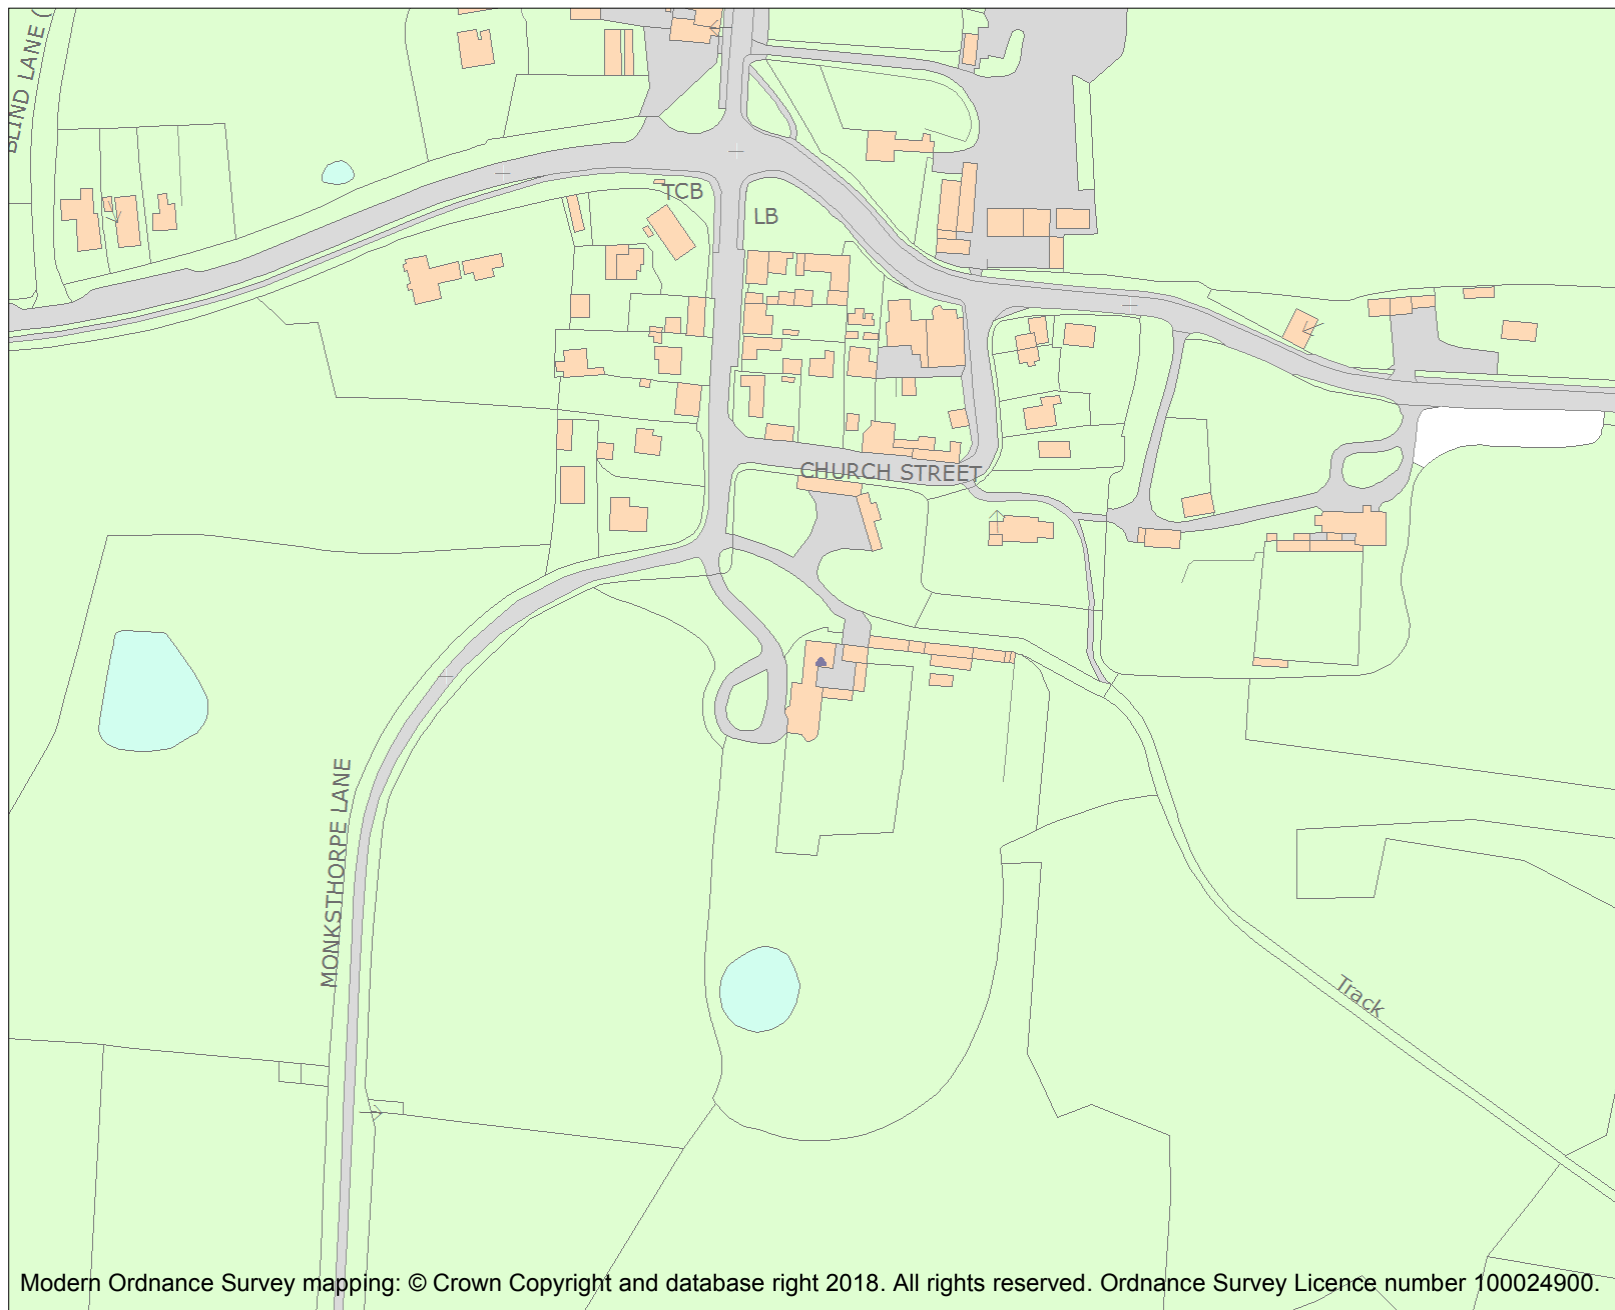 BLIND LANE (
TCB
LB
CHURCH STREET
MONKSTHORPE LANE
Track
Modern Ordnance Survey mapping: © Crown Copyright and database right 2018. All rights reserved. Ordnance Survey Licence number 100024900.